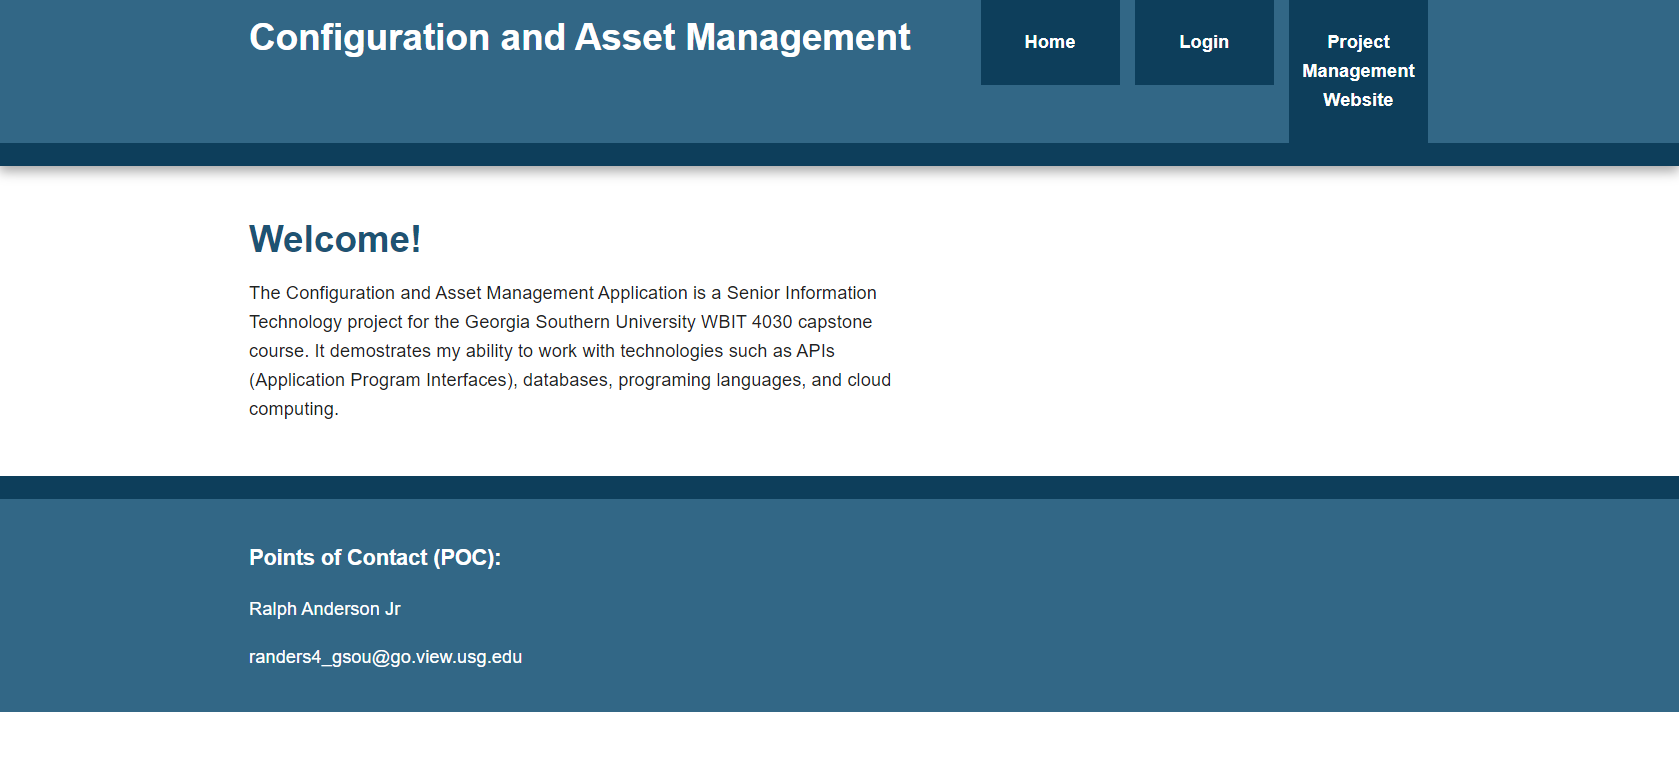 Configuration and Asset Management
Home
Login
Project
Management
Website
Welcome!
The Configuration and Asset Management Application is a Senior Information
Technology project for the Georgia Southern University WBIT 4030 capstone
course. It demostrates my ability to work with technologies such as APIs
(Application Program Interfaces), databases, programing languages, and cloud
computing.
Points of Contact (POC):
Ralph Anderson Jr
randers4_gsou@go.view.usg.edu